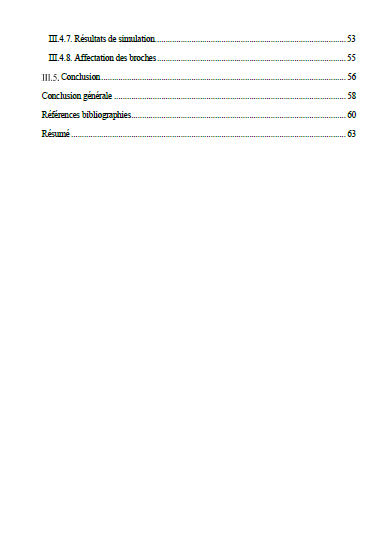 III.4.7. Résultats de simulation..........53
III.4.8. Affectation des broches..........55
III.5. Conclusion..........56
Conclusion générale..........58
Références bibliographies..........60
Résumé..........63